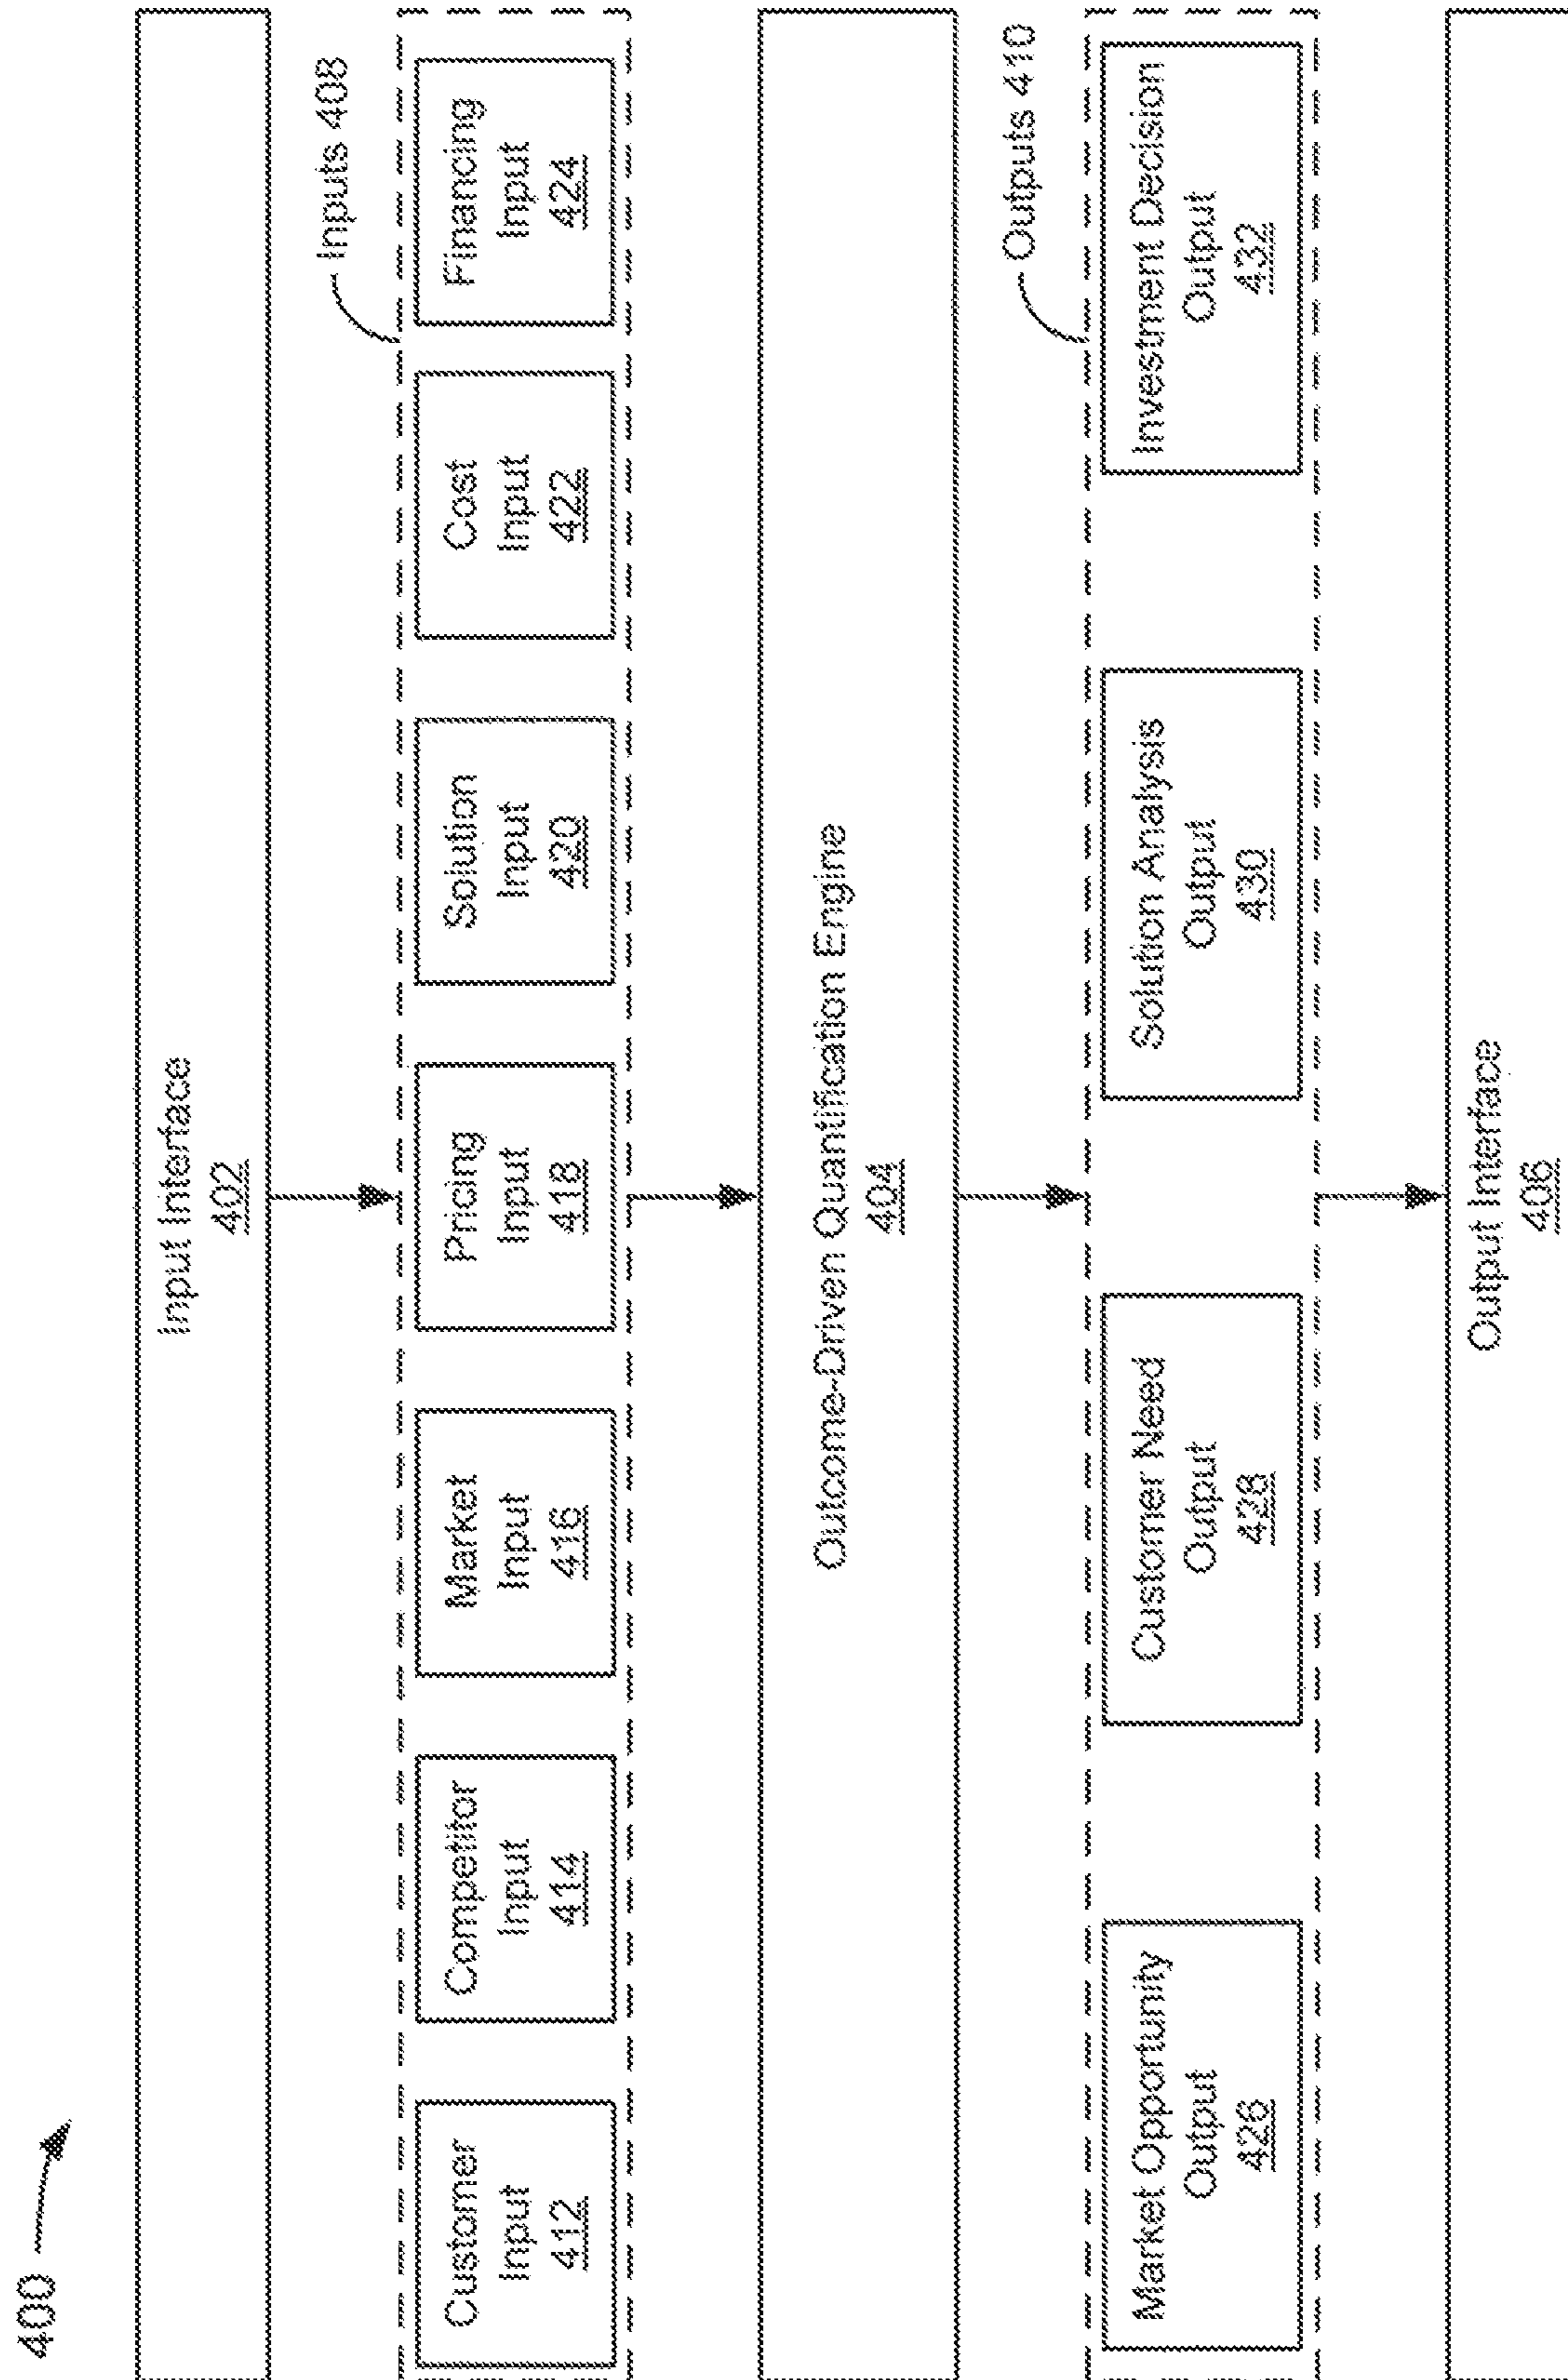 400
Input Interface
402
Inputs 408
Customer
Input
412
Competitor
Input
414
Market
Input
416
Pricing
Input
418
Solution
Input
420
Cost
Input
422
Financing
Input
424
Outcome-Driven Quantification Engine
404
Outputs 410
Market Opportunity
Output
426
Customer Need
Output
428
Solution Analysis
Output
430
Investment Decision
Output
432
Output Interface
406